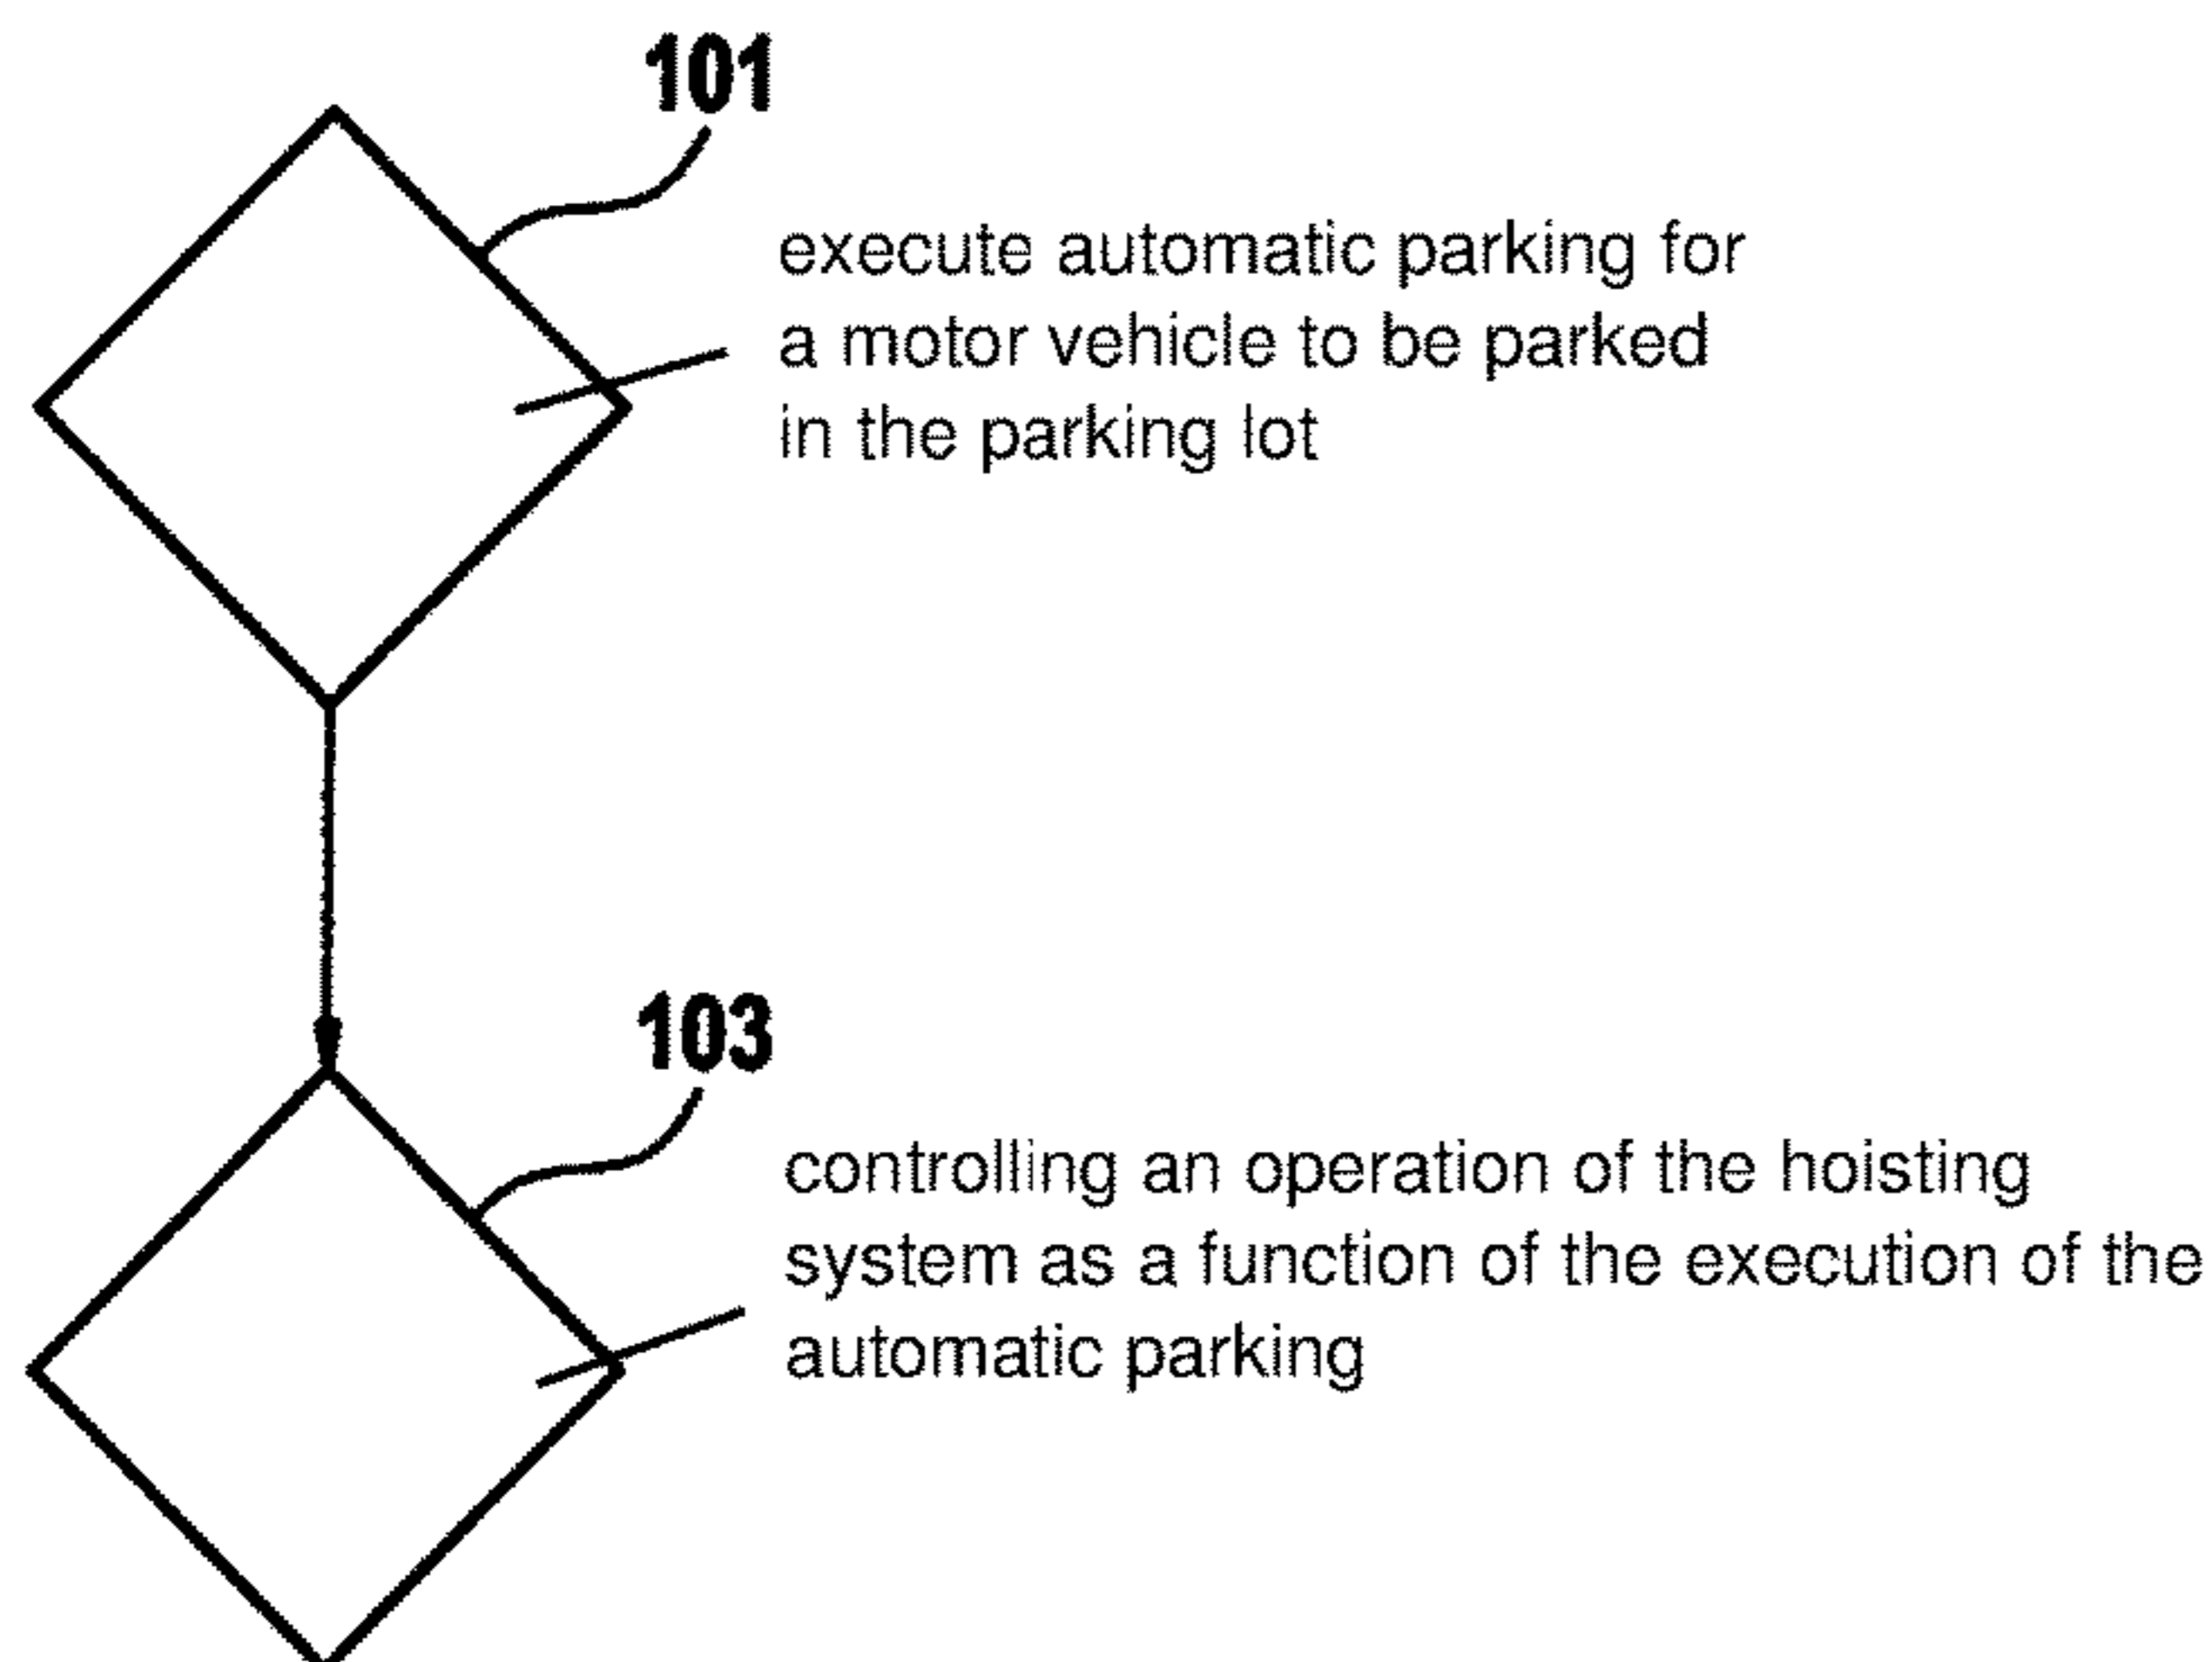 101
execute automatic parking for
a motor vehicle to be parked
in the parking lot
103
controlling an operation of the hoisting
system as a function of the execution of the
automatic parking